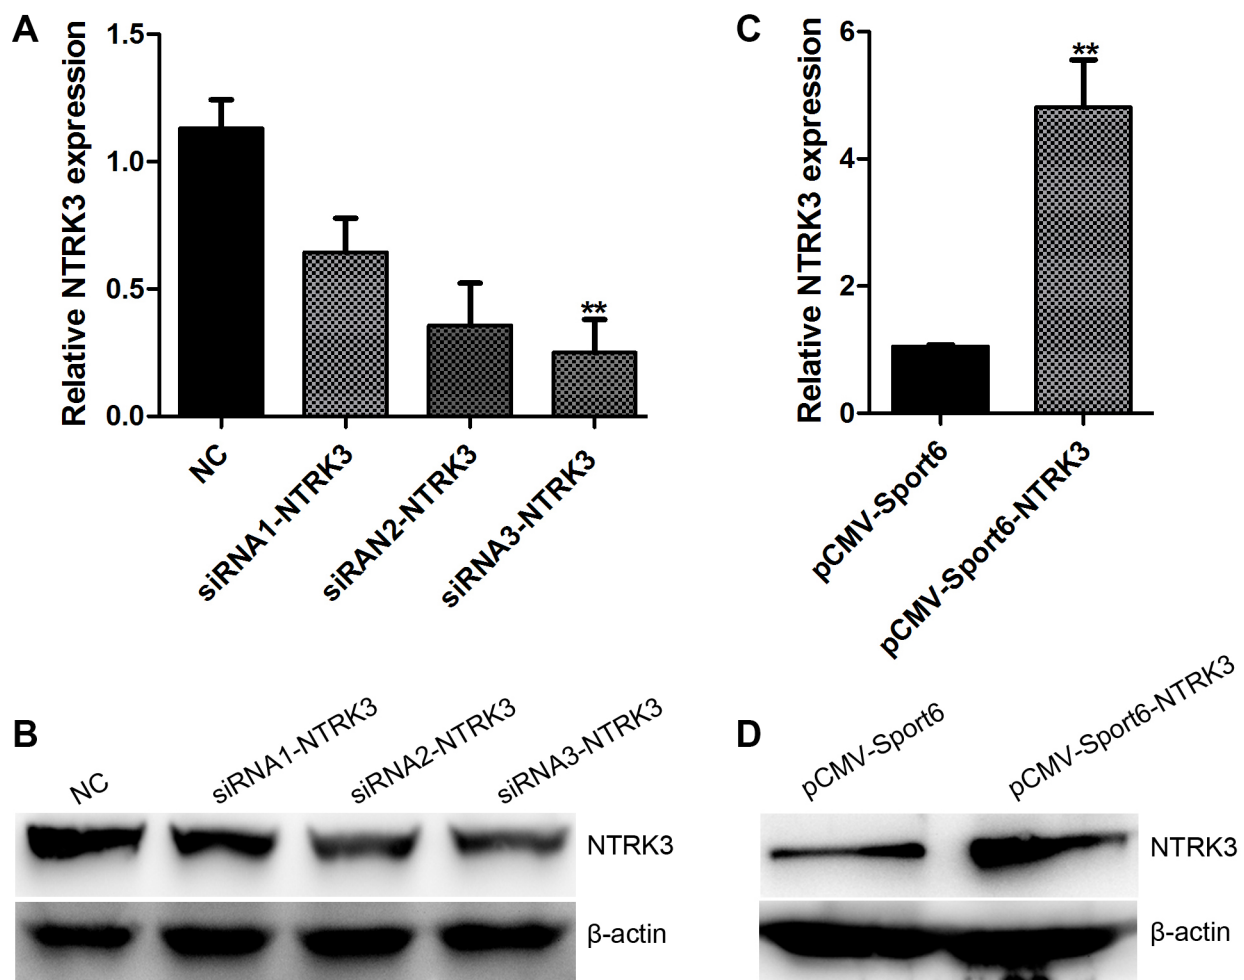 A
Relative NTRK3 expression
1.5
1.0
0.5
0.0
**
NC
siRNA1-NTRK3
siRAN2-NTRK3
siRNA3-NTRK3
C
Relative NTRK3 expression
6
4
2
0
**
pCMV-Sport6
pCMV-Sport6-NTRK3
B
NC
siRNA1-NTRK3
siRNA2-NTRK3
siRNA3-NTRK3
NTRK3
β-actin
D
pCMV-Sport6
pCMV-Sport6-NTRK3
NTRK3
β-actin